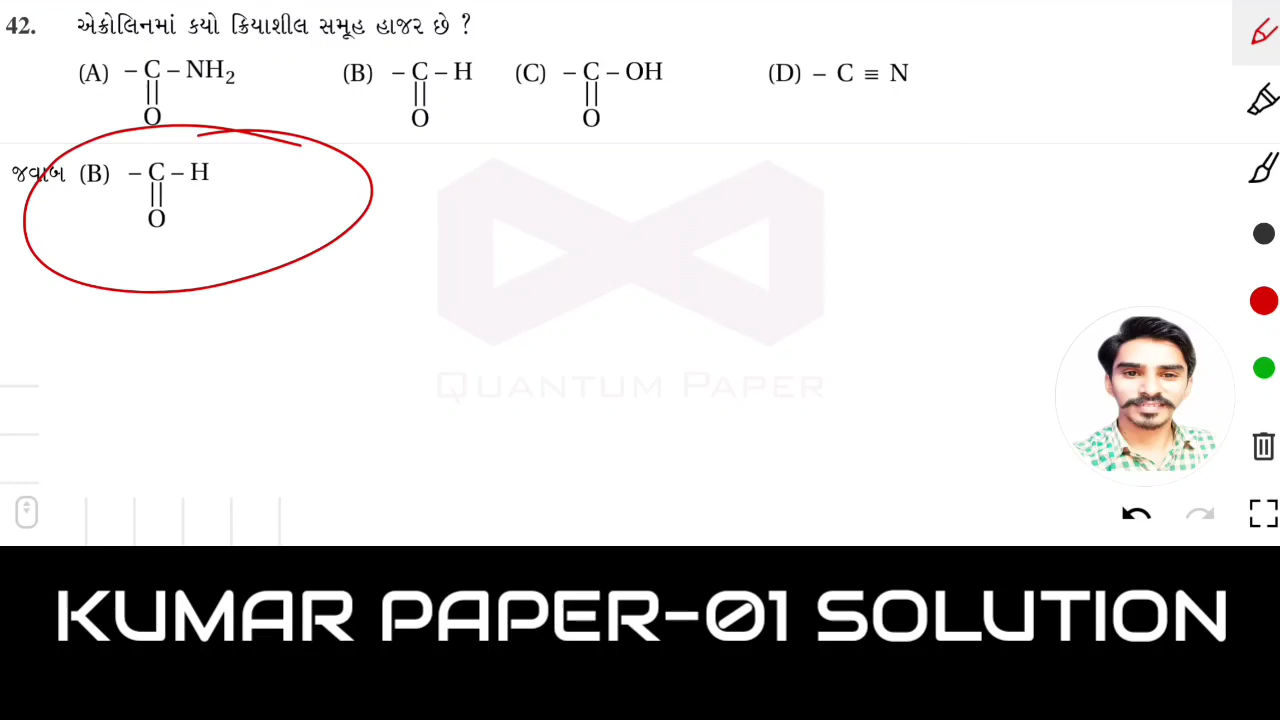 42. એક્રોલિનમાં કયો ક્રિયાશીલ સમૂહ હાજર છે ?
(A) – C – NH₂ (B) – C – H (C) – C – OH (D) – C ≡ N
|| || ||
O O O
જવાબ (B) – C – H
||
O
QUANTUM PAPER
KUMAR PAPER-01 SOLUTION